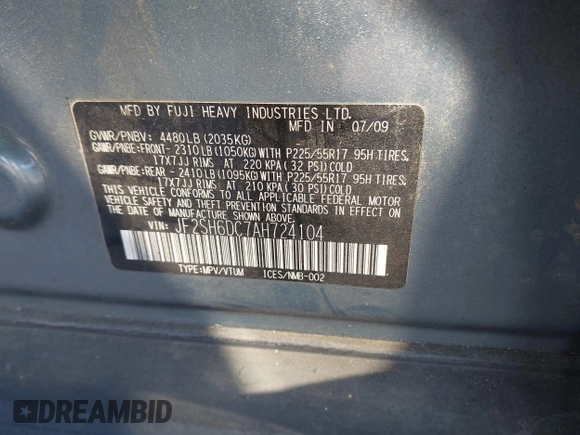 MFD BY FUJI HEAVY INDUSTRIES LTD.
MFD IN 07/09
GVWR/PNBV: 4480LB(2035KG)
GAWR/PNBE:FRONT- 2310LB(1050KG)WITH P225/55R17 95H TIRES,
17X7JJ RIMS AT 220 KPA(32 PSI)COLD
GAWR/PNBE:REAR - 2410LB(1095KG)WITH P225/55R17 95H TIRES,
17X7JJ RIMS AT 210 KPA(30 PSI)COLD
THIS VEHICLE CONFORMS TO ALL APPLICABLE FEDERAL MOTOR
VEHICLE SAFETY AND THEFT PREVENTION STANDARDS IN EFFECT
ON THE DATE OF MANUFACTURE SHOWN ABOVE.
VIN: JF2SH6DC7AH724104
TYPE:MPV/VTUM ICES/NMB-002
DREAMBID